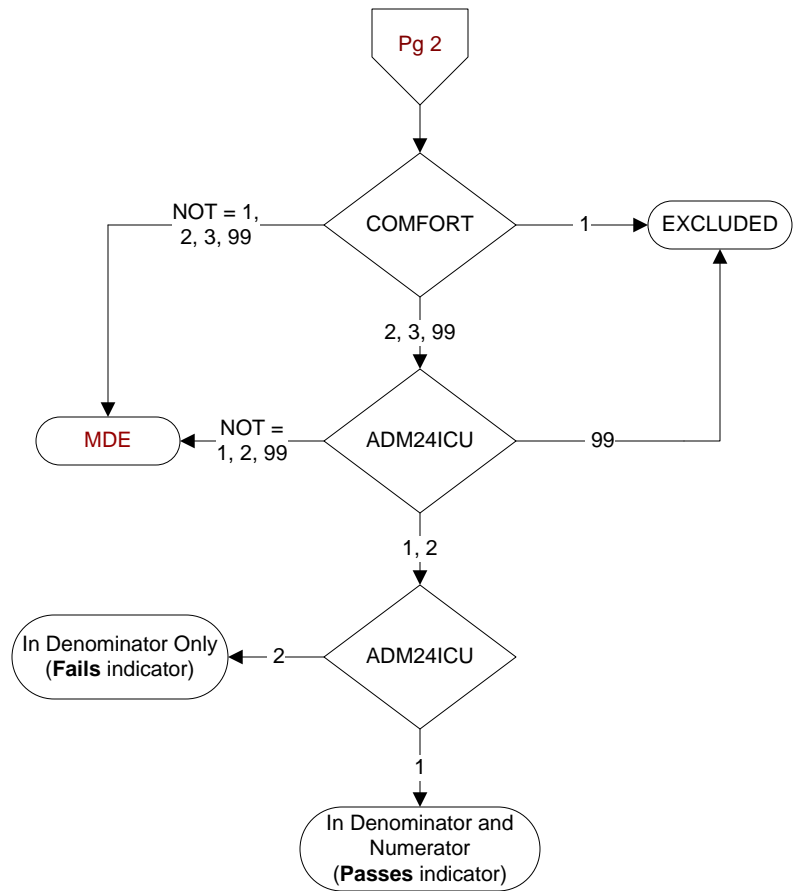 Pg 2
COMFORT
NOT = 1,
2, 3, 99
1
EXCLUDED
2, 3, 99
MDE
NOT =
1, 2, 99
ADM24ICU
99
1, 2
In Denominator Only
(Fails indicator)
2
ADM24ICU
1
In Denominator and
Numerator
(Passes indicator)